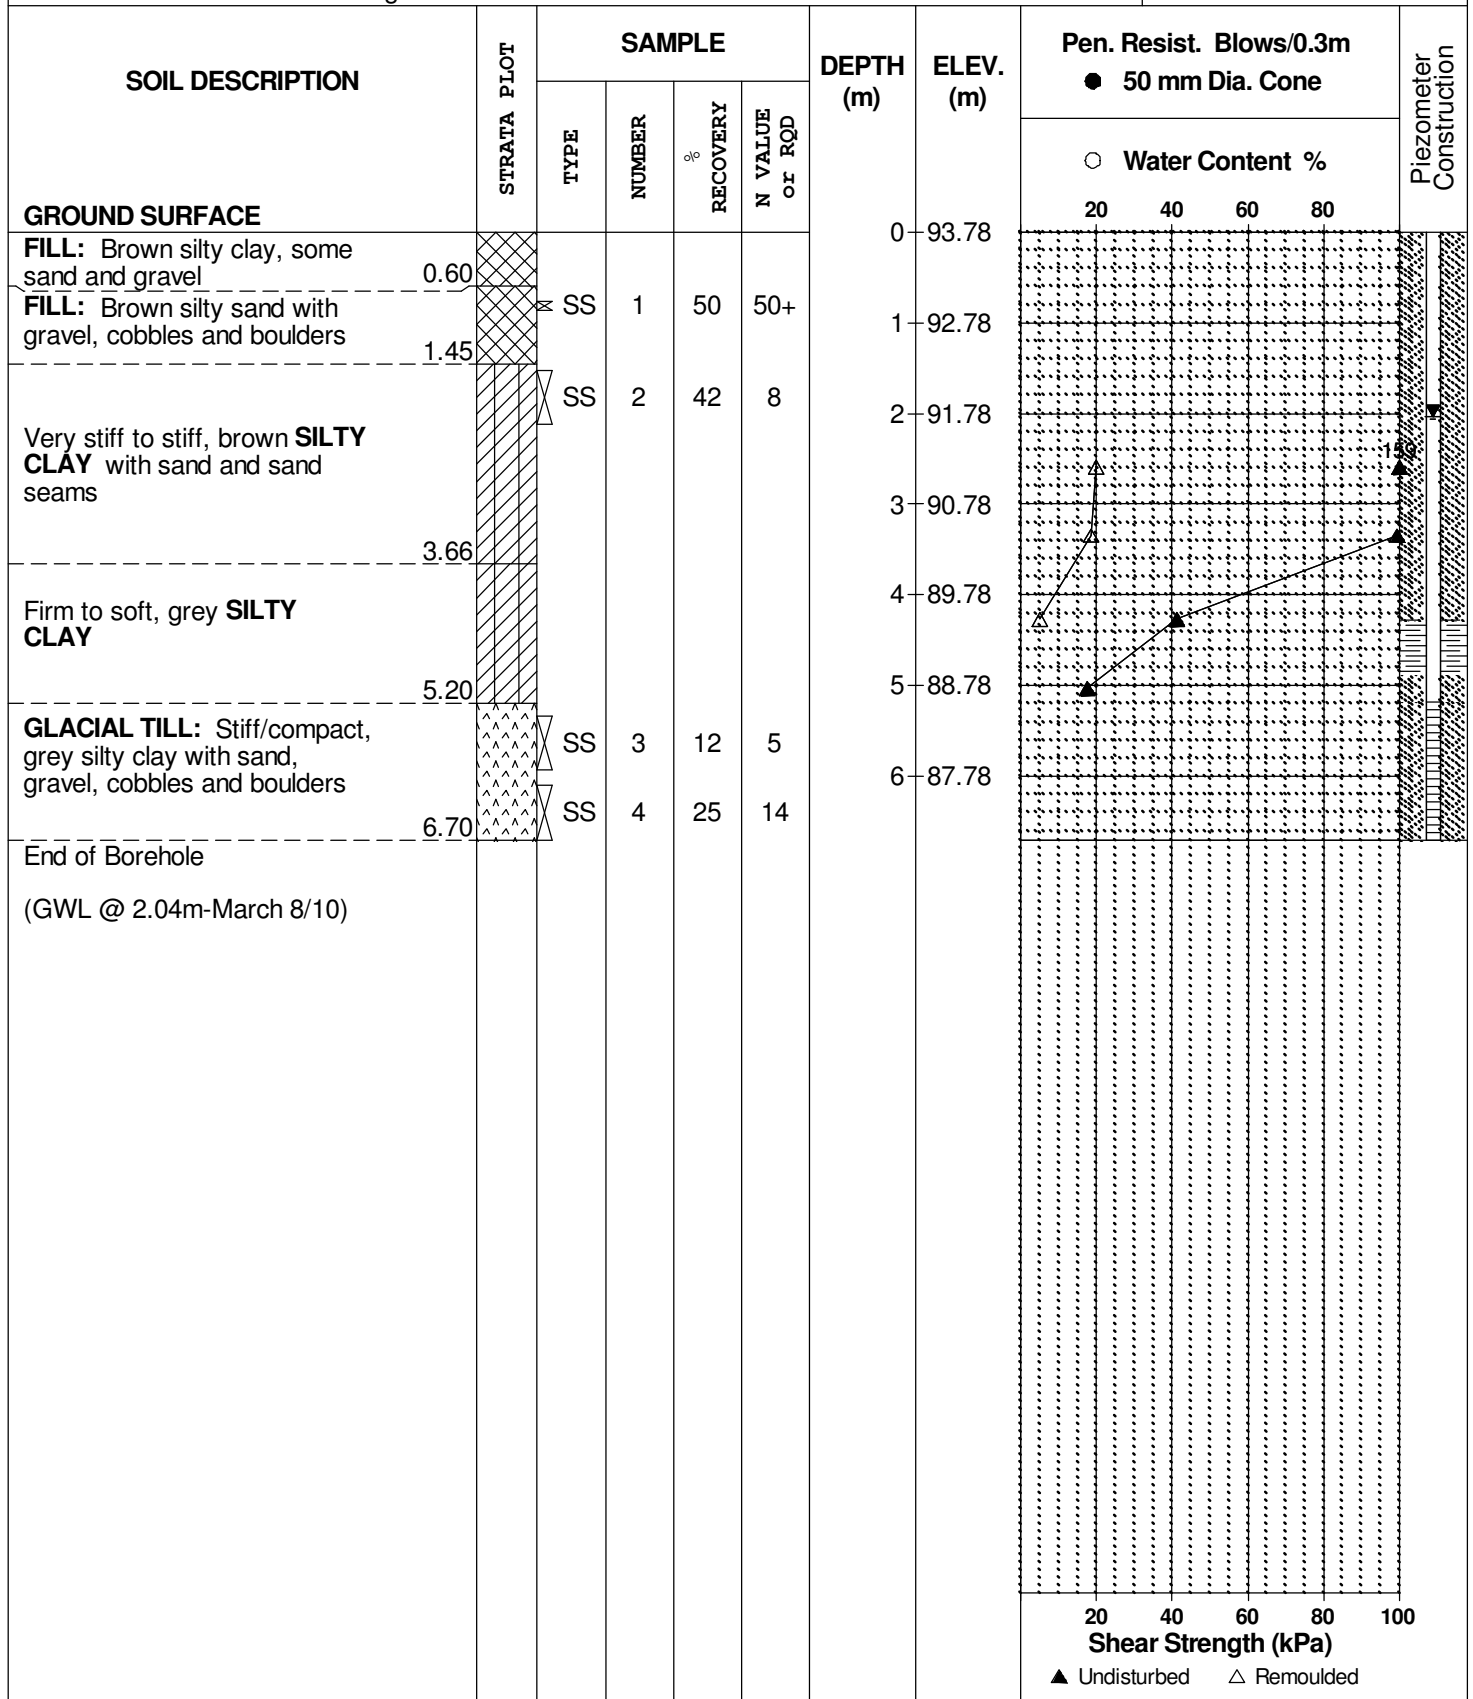 SOIL DESCRIPTION
STRATA PLOT
SAMPLE
TYPE
NUMBER
% RECOVERY
N VALUE or RQD
DEPTH (m)
ELEV. (m)
Pen. Resist. Blows/0.3m
● 50 mm Dia. Cone
○ Water Content %
Piezometer Construction
20 40 60 80
GROUND SURFACE
0 93.78
FILL: Brown silty clay, some
sand and gravel 0.60
FILL: Brown silty sand with
gravel, cobbles and boulders
1.45
SS 1 50 50+
1 92.78
SS 2 42 8
2 91.78
Very stiff to stiff, brown SILTY
CLAY with sand and sand
seams
159
3 90.78
3.66
Firm to soft, grey SILTY
CLAY
4 89.78
5.20
5 88.78
GLACIAL TILL: Stiff/compact,
grey silty clay with sand,
gravel, cobbles and boulders
6.70
SS 3 12 5
6 87.78
SS 4 25 14
End of Borehole
(GWL @ 2.04m-March 8/10)
20 40 60 80 100
Shear Strength (kPa)
▲ Undisturbed △ Remoulded